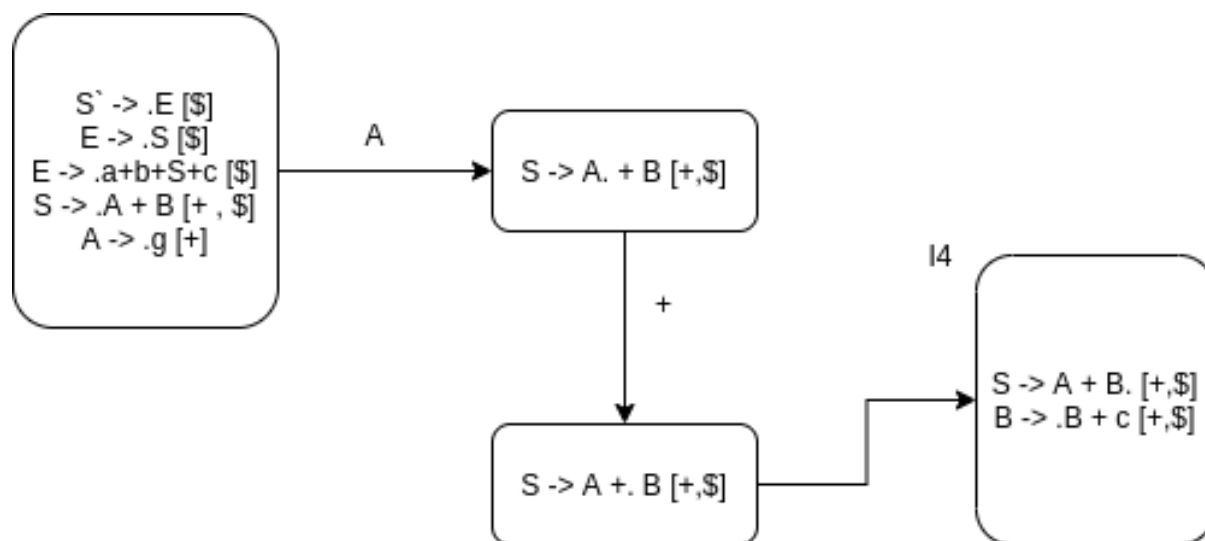 S` -> .E [$]
E -> .S [$]
E -> .a+b+S+c [$]
S -> .A + B [+ , $]
A -> .g [+]
A
S -> A. + B [+,$]
+
S -> A +. B [+,$]
I4
S -> A + B. [+,$]
B -> .B + c [+,$]